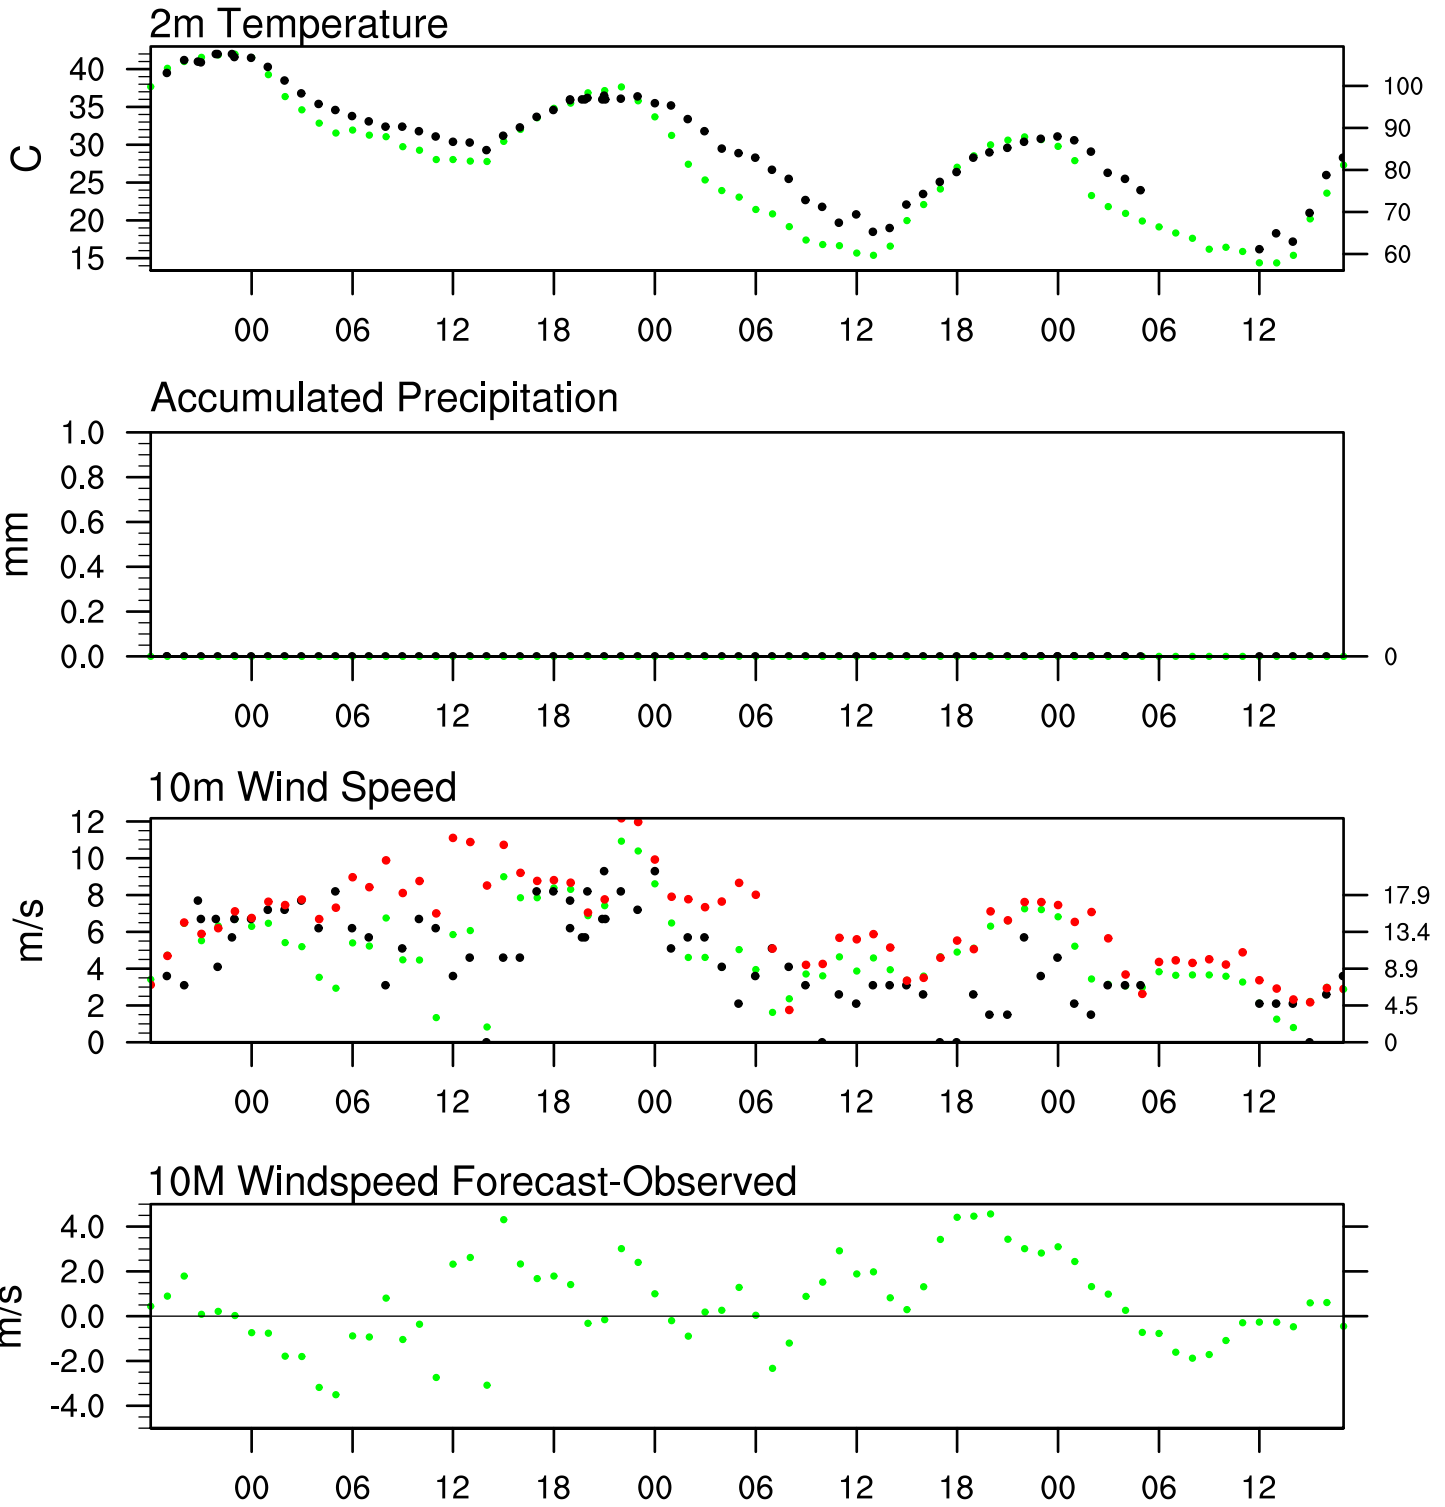 2m Temperature
40
35
30
25
20
15
C
100
90
80
70
60
00 06 12 18 00 06 12 18 00 06 12
Accumulated Precipitation
1.0
0.8
0.6
0.4
0.2
0.0
mm
0
00 06 12 18 00 06 12 18 00 06 12
10m Wind Speed
12
10
8
6
4
2
0
m/s
17.9
13.4
8.9
4.5
0
00 06 12 18 00 06 12 18 00 06 12
10M Windspeed Forecast-Observed
4.0
2.0
0.0
-2.0
-4.0
m/s
00 06 12 18 00 06 12 18 00 06 12